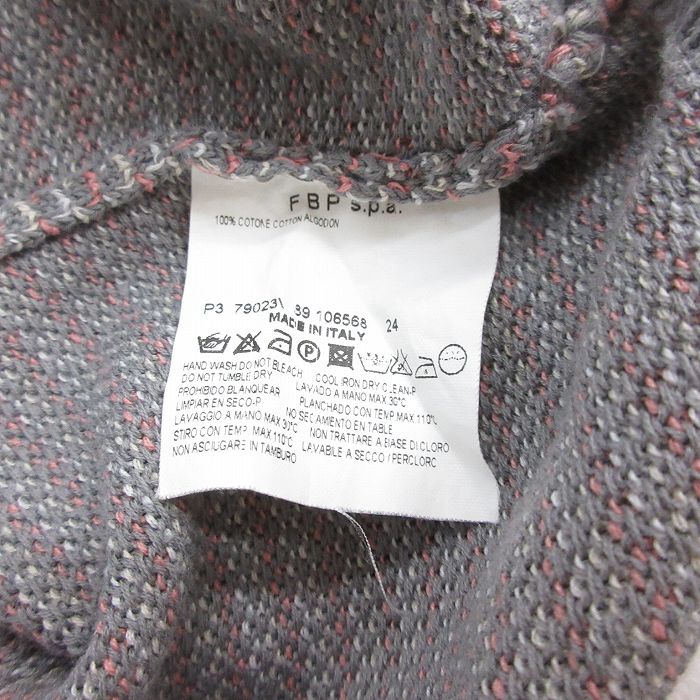 FBP s.p.a.
100% COTONE COTTON ALGODON
P3 79023\ 39 106568 24
MADE IN ITALY
HAND WASH DO NOT BLEACH COOL IRON DRY CLEAN-P
DO NOT TUMBLE DRY LAVADO A MANO MAX 30°C
PROHIBIDO BLANQUEAR PLANCHADO CON TEMP MAX 110°C
LIMPIAR EN SECO-P NO SECAMIENTO EN TABLE
LAVAGGIO A MANO MAX 30°C NON TRATTARE A BASE DI CLORO
STIRO CON TEMP MAX 110°C LAVABILE A SECCO / PERCLORC
NON ASCIUGARE IN TAMBURO